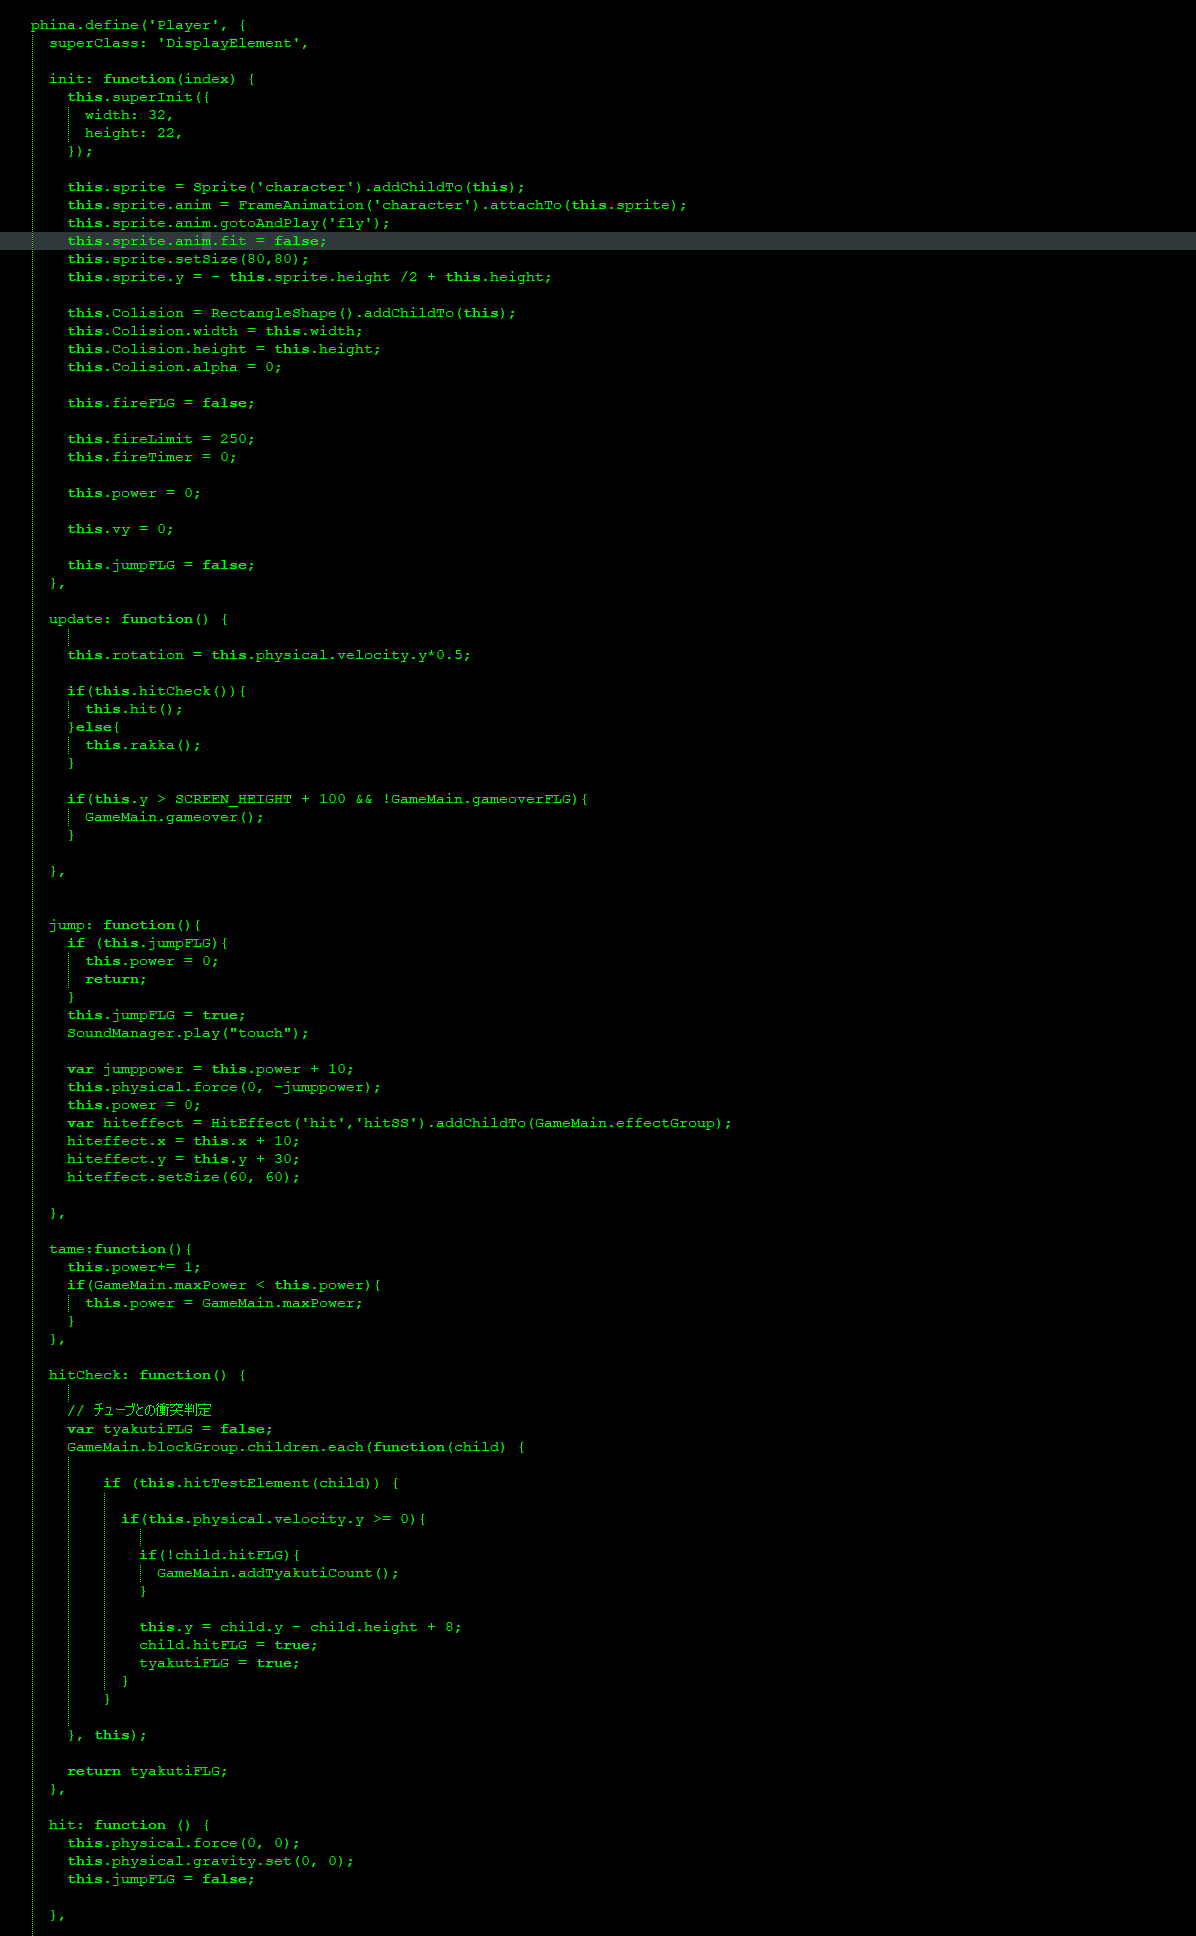 phina.define('Player', {
  superClass: 'DisplayElement',
  init: function(index) {
    this.superInit({
      width: 32,
      height: 22,
    });
    this.sprite = Sprite('character').addChildTo(this);
    this.sprite.anim = FrameAnimation('character').attachTo(this.sprite);
    this.sprite.anim.gotoAndPlay('fly');
    this.sprite.anim.fit = false;
    this.sprite.setSize(80,80);
    this.sprite.y = - this.sprite.height /2 + this.height;
    this.Colision = RectangleShape().addChildTo(this);
    this.Colision.width = this.width;
    this.Colision.height = this.height;
    this.Colision.alpha = 0;
    this.fireFLG = false;
    this.fireLimit = 250;
    this.fireTimer = 0;
    this.power = 0;
    this.vy = 0;
    this.jumpFLG = false;
  },
  update: function() {
    this.rotation = this.physical.velocity.y*0.5;
    if(this.hitCheck()){
      this.hit();
    }else{
      this.rakka();
    }
    if(this.y > SCREEN_HEIGHT + 100 && !GameMain.gameoverFLG){
      GameMain.gameover();
    }
  },
  jump: function(){
    if (this.jumpFLG){
      this.power = 0;
      return;
    }
    this.jumpFLG = true;
    SoundManager.play("touch");
    var jumppower = this.power + 10;
    this.physical.force(0, -jumppower);
    this.power = 0;
    var hiteffect = HitEffect('hit','hitSS').addChildTo(GameMain.effectGroup);
    hiteffect.x = this.x + 10;
    hiteffect.y = this.y + 30;
    hiteffect.setSize(60, 60);
  },
  tame:function(){
    this.power+= 1;
    if(GameMain.maxPower < this.power){
      this.power = GameMain.maxPower;
    }
  },
  hitCheck: function() {
    // チューブとの衝突判定
    var tyakutiFLG = false;
    GameMain.blockGroup.children.each(function(child) {
        if (this.hitTestElement(child)) {
          if(this.physical.velocity.y >= 0){
            if(!child.hitFLG){
              GameMain.addTyakutiCount();
            }
            this.y = child.y - child.height + 8;
            child.hitFLG = true;
            tyakutiFLG = true;
          }
        }
    }, this);
    return tyakutiFLG;
  },
  hit: function () {
    this.physical.force(0, 0);
    this.physical.gravity.set(0, 0);
    this.jumpFLG = false;
  },